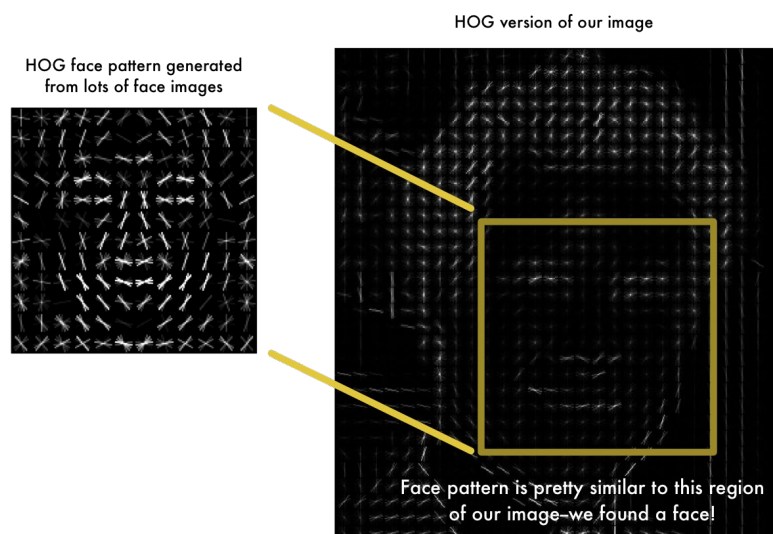 HOG version of our image
HOG face pattern generated
from lots of face images
Face pattern is pretty similar to this region
of our image–we found a face!